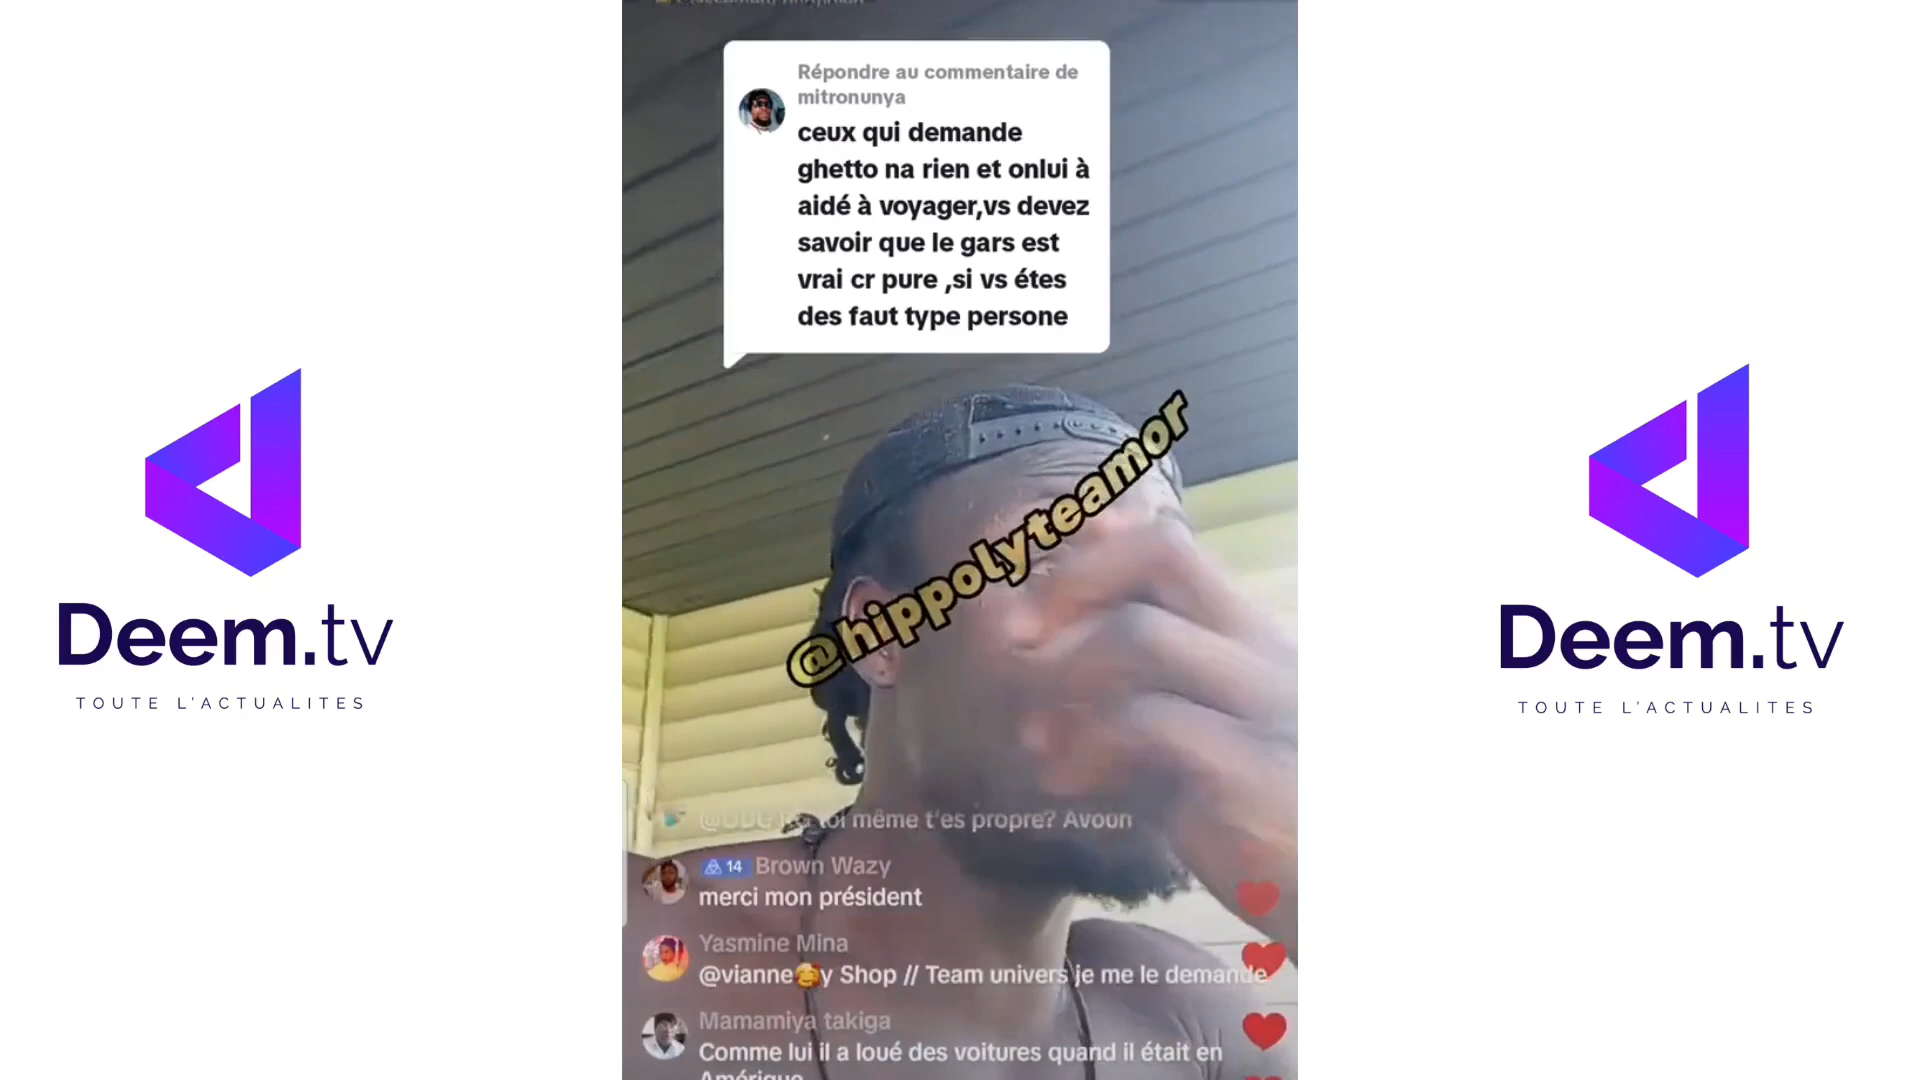 Répondre au commentaire de
mitronunya
ceux qui demande
ghetto na rien et onlui à
aidé à voyager,vs devez
savoir que le gars est
vrai cr pure ,si vs étes
des faut type persone
@hippolyteamor
toi même t'es propre? Avoun
14 Brown Wazy
merci mon président
Yasmine Mina
@vianne🥰y Shop // Team univers je me le demande
Mamamiya takiga
Comme lui il a loué des voitures quand il était en
Amérique
Deem.tv
TOUTE L'ACTUALITES
Deem.tv
TOUTE L'ACTUALITES